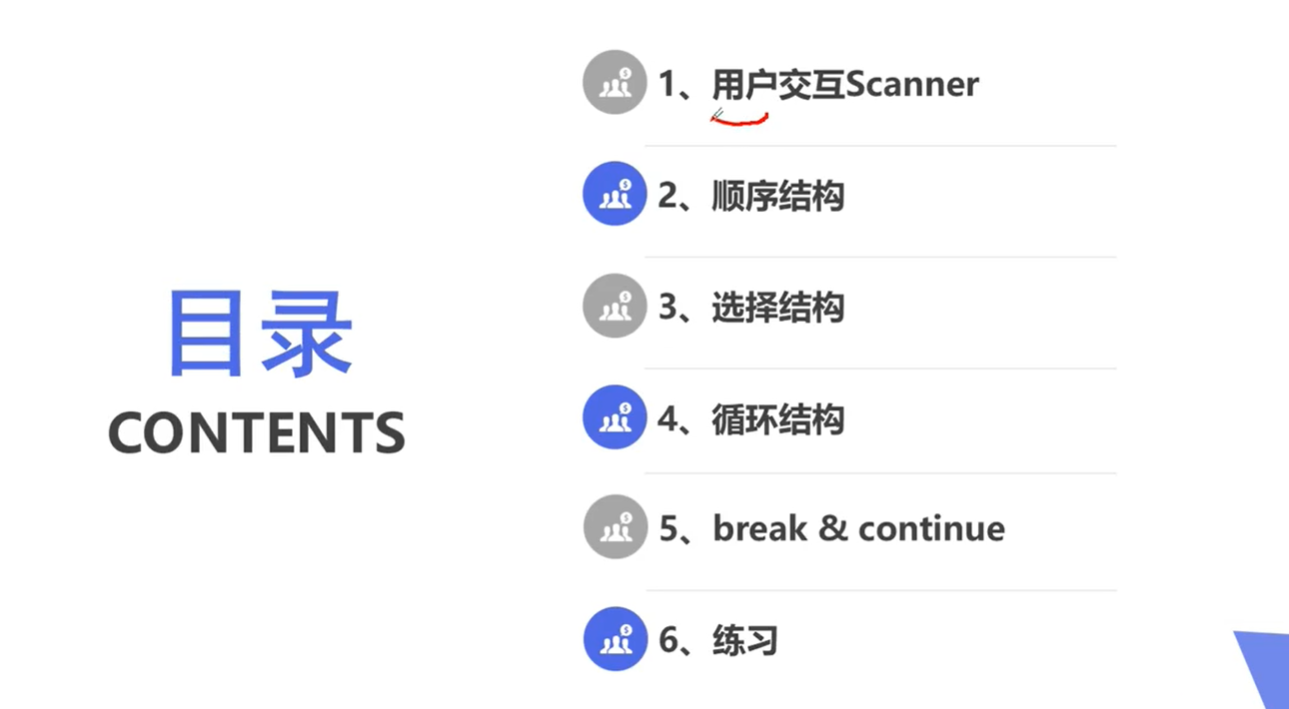 目录
CONTENTS
1、用户交互Scanner
2、顺序结构
3、选择结构
4、循环结构
5、break & continue
6、练习